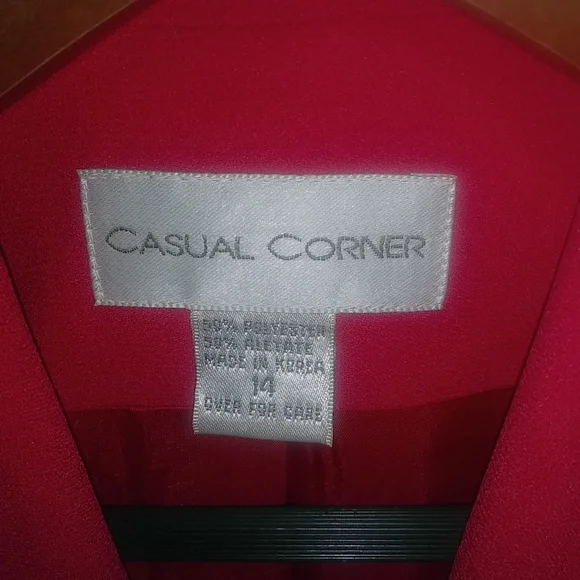 CASUAL CORNER
50% POLYESTER
50% ACETATE
MADE IN KOREA
14
OVER FOR CARE